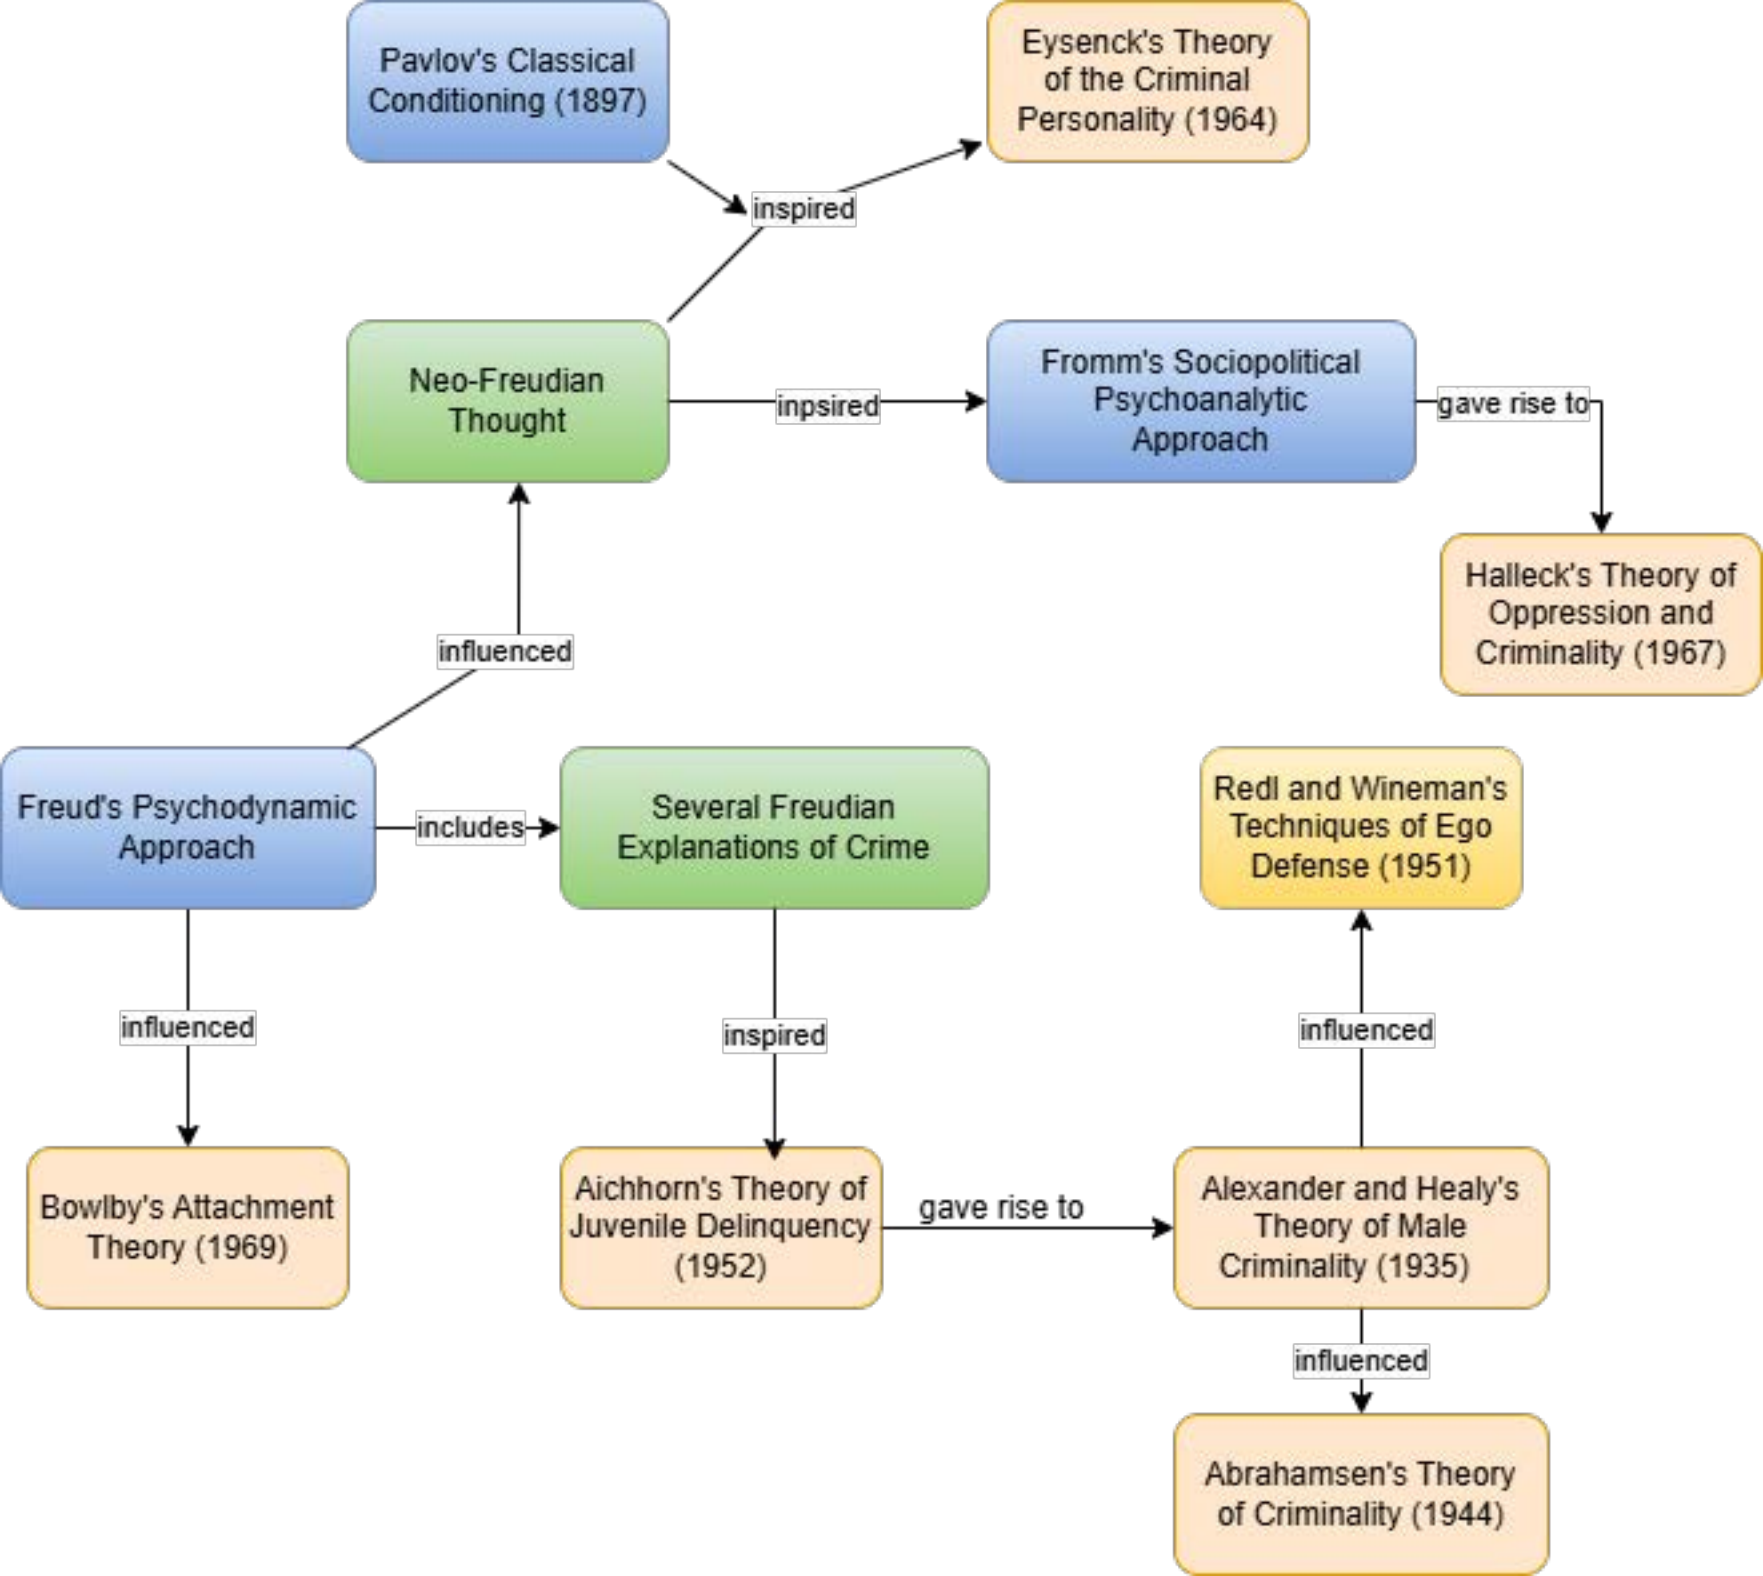 Pavlov's Classical
Conditioning (1897)
Eysenck's Theory
of the Criminal
Personality (1964)
inspired
Neo-Freudian
Thought
inpsired
Fromm's Sociopolitical
Psychoanalytic
Approach
gave rise to
Halleck's Theory of
Oppression and
Criminality (1967)
influenced
Freud's Psychodynamic
Approach
includes
Several Freudian
Explanations of Crime
Redl and Wineman's
Techniques of Ego
Defense (1951)
influenced
inspired
influenced
Bowlby's Attachment
Theory (1969)
Aichhorn's Theory of
Juvenile Delinquency
(1952)
gave rise to
Alexander and Healy's
Theory of Male
Criminality (1935)
influenced
Abrahamsen's Theory
of Criminality (1944)